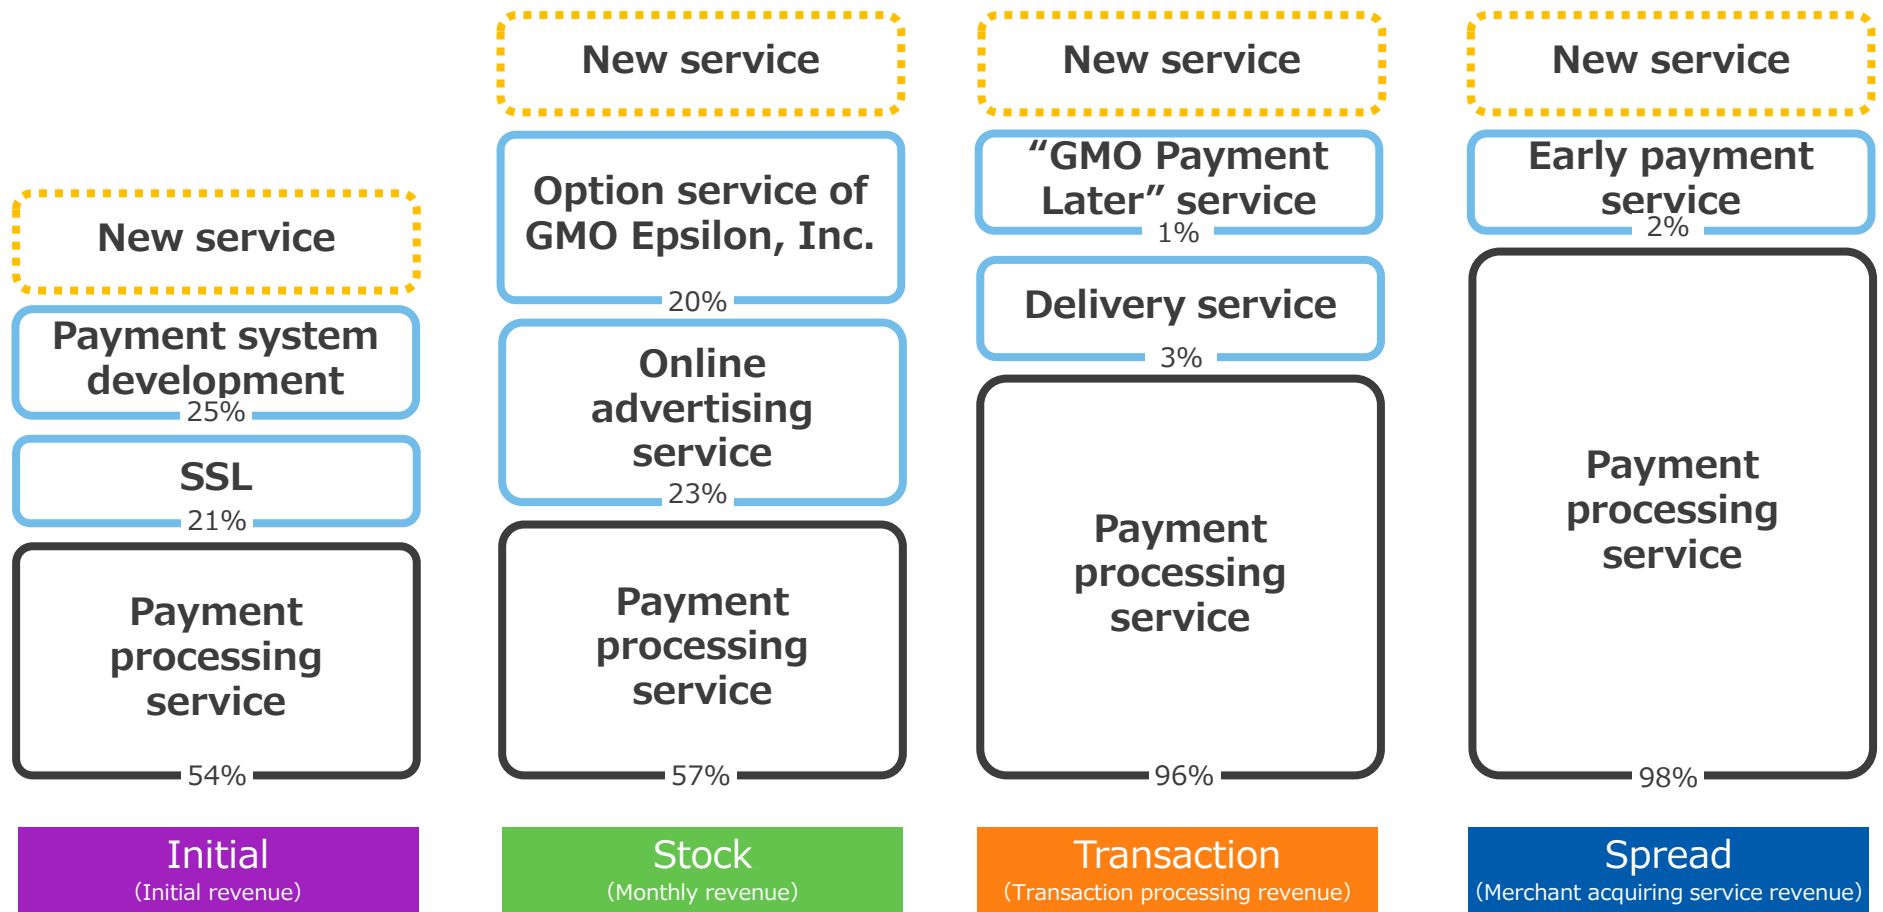 New service
Payment system
development
25%
SSL
21%
Payment
processing
service
54%
Initial
(Initial revenue)
New service
Option service of
GMO Epsilon, Inc.
20%
Online
advertising
service
23%
Payment
processing
service
57%
Stock
(Monthly revenue)
New service
“GMO Payment
Later” service
1%
Delivery service
3%
Payment
processing
service
96%
Transaction
(Transaction processing revenue)
New service
Early payment
service
2%
Payment
processing
service
98%
Spread
(Merchant acquiring service revenue)